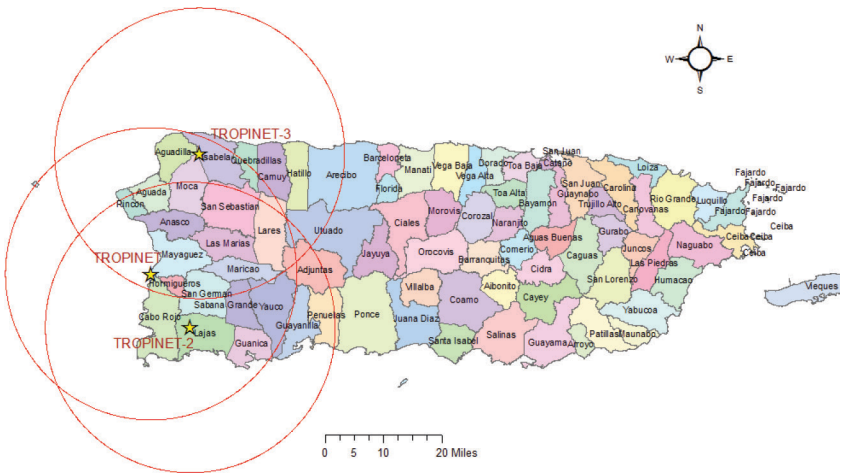 N
W E
S
TROPINET-3
TROPINET
TROPINET-2
Aguadilla
Isabela
Quebradillas
Camuy
Hatillo
Arecibo
Barceloneta
Manati
Florida
Vega Baja
Vega Alta
Dorado
Toa Baja
Toa Alta
San Juan
Catano
Bayamon
Guaynabo
San Juan
Trujillo Alto
Carolina
Loiza
Canovanas
Rio Grande
Luquillo
Fajardo
Fajardo
Fajardo
Fajardo
Fajardo
Fajardo
Ceiba
Ceiba
Ceiba
Ceiba
Moca
Aguada
Rincon
San Sebastian
Anasco
Las Marias
Lares
Utuado
Mayaguez
Maricao
Adjuntas
Jayuya
Ciales
Morovis
Orocovis
Corozal
Naranjito
Barranquitas
Comerio
Aguas Buenas
Cidra
Caguas
Gurabo
Juncos
Las Piedras
Naguabo
Humacao
San Lorenzo
Yabucoa
Hormigueros
San German
Sabana Grande
Cabo Rojo
Lajas
Guanica
Yauco
Guayanilla
Penuelas
Ponce
Villalba
Juana Diaz
Coamo
Santa Isabel
Aibonito
Salinas
Cayey
Guayama
Arroyo
Patillas
Maunabo
Vieques
0 5 10 20 Miles